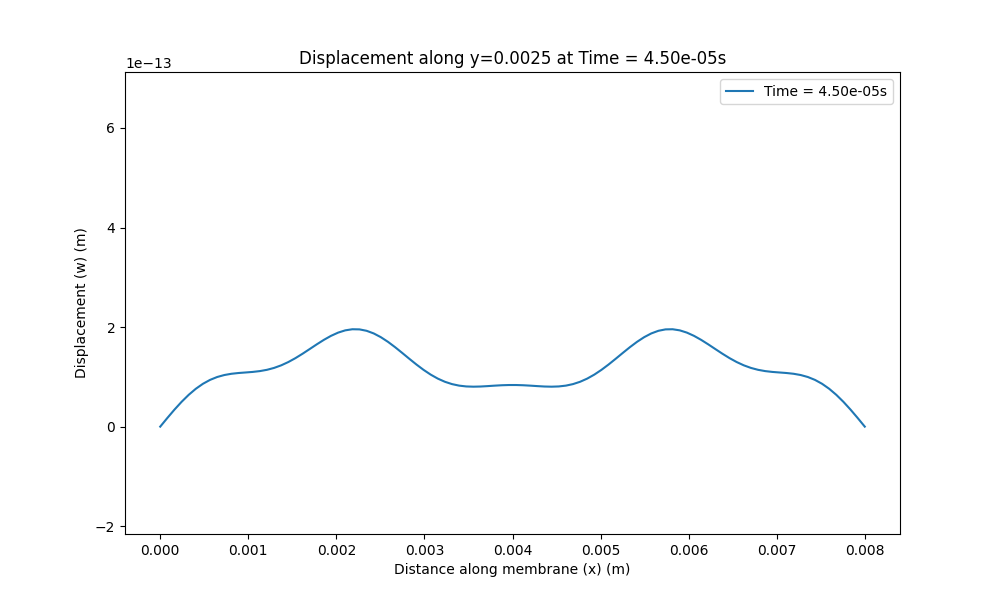 Displacement along y=0.0025 at Time = 4.50e-05s
1e−13
Time = 4.50e-05s
6
4
2
0
−2
Displacement (w) (m)
0.000 0.001 0.002 0.003 0.004 0.005 0.006 0.007 0.008
Distance along membrane (x) (m)